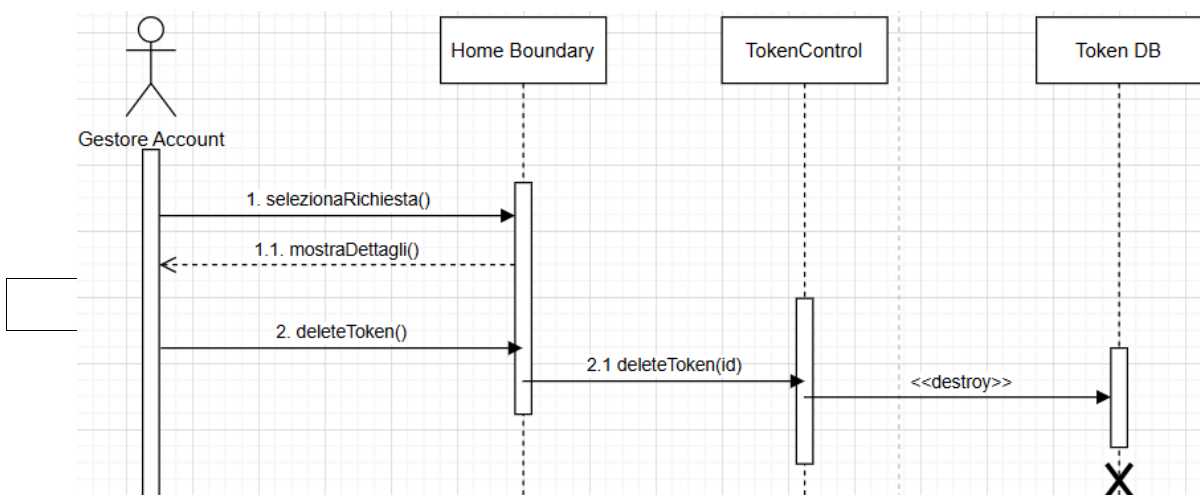 Home Boundary
TokenControl
Token DB
Gestore Account
1. selezionaRichiesta()
1.1. mostraDettagli()
2. deleteToken()
2.1 deleteToken(id)
<<destroy>>